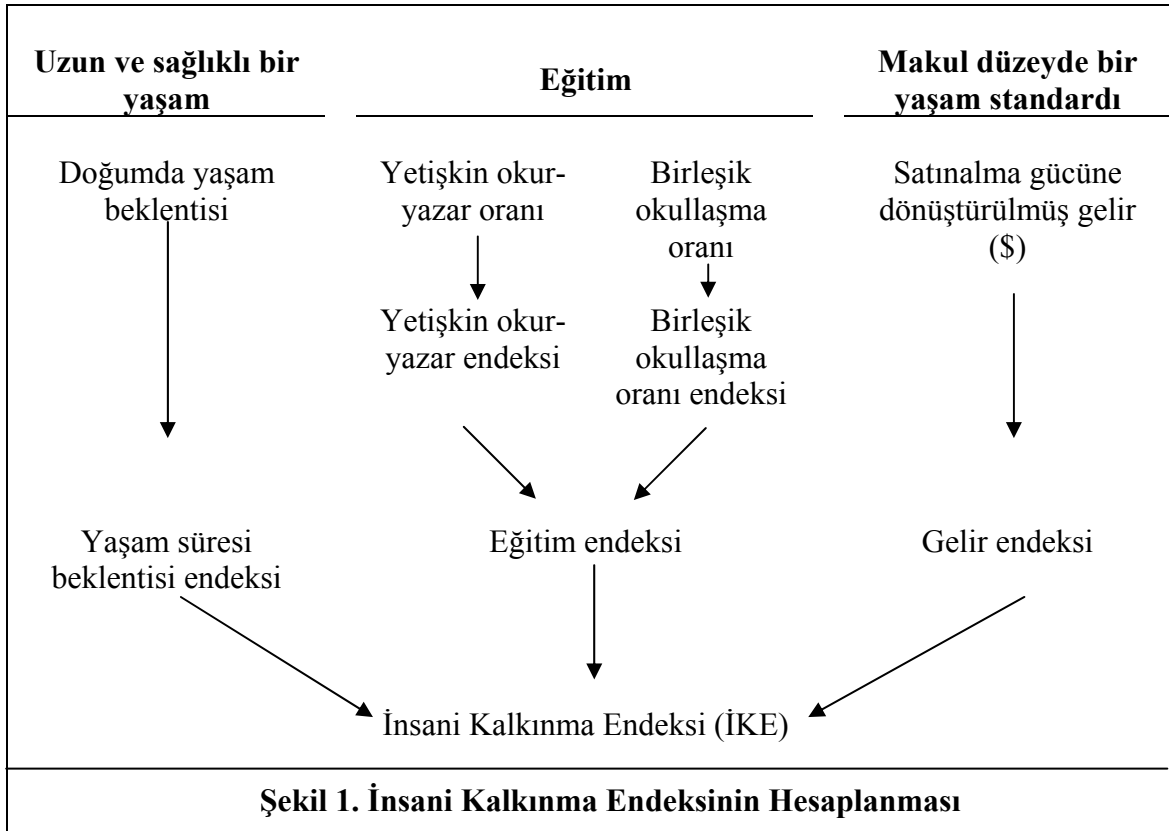 Uzun ve sağlıklı bir
yaşam
Eğitim
Makul düzeyde bir
yaşam standardı
Doğumda yaşam
beklentisi
Yetişkin okur-
yazar oranı
Birleşik
okullaşma
oranı
Satınalma gücüne
dönüştürülmüş gelir
($)
Yetişkin okur-
yazar endeksi
Birleşik
okullaşma
oranı endeksi
Yaşam süresi
beklentisi endeksi
Eğitim endeksi
Gelir endeksi
İnsani Kalkınma Endeksi (İKE)
Şekil 1. İnsani Kalkınma Endeksinin Hesaplanması